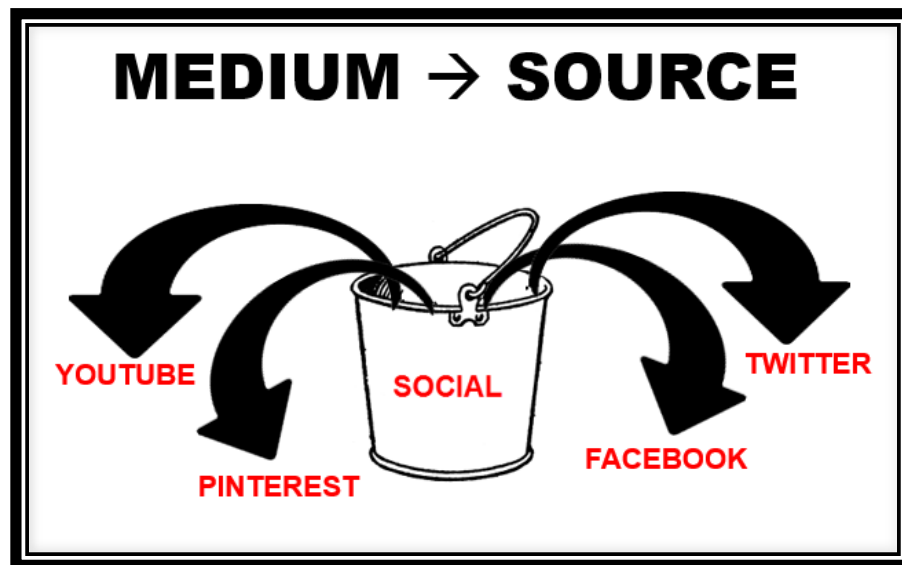 MEDIUM → SOURCE
YOUTUBE
TWITTER
SOCIAL
PINTEREST
FACEBOOK